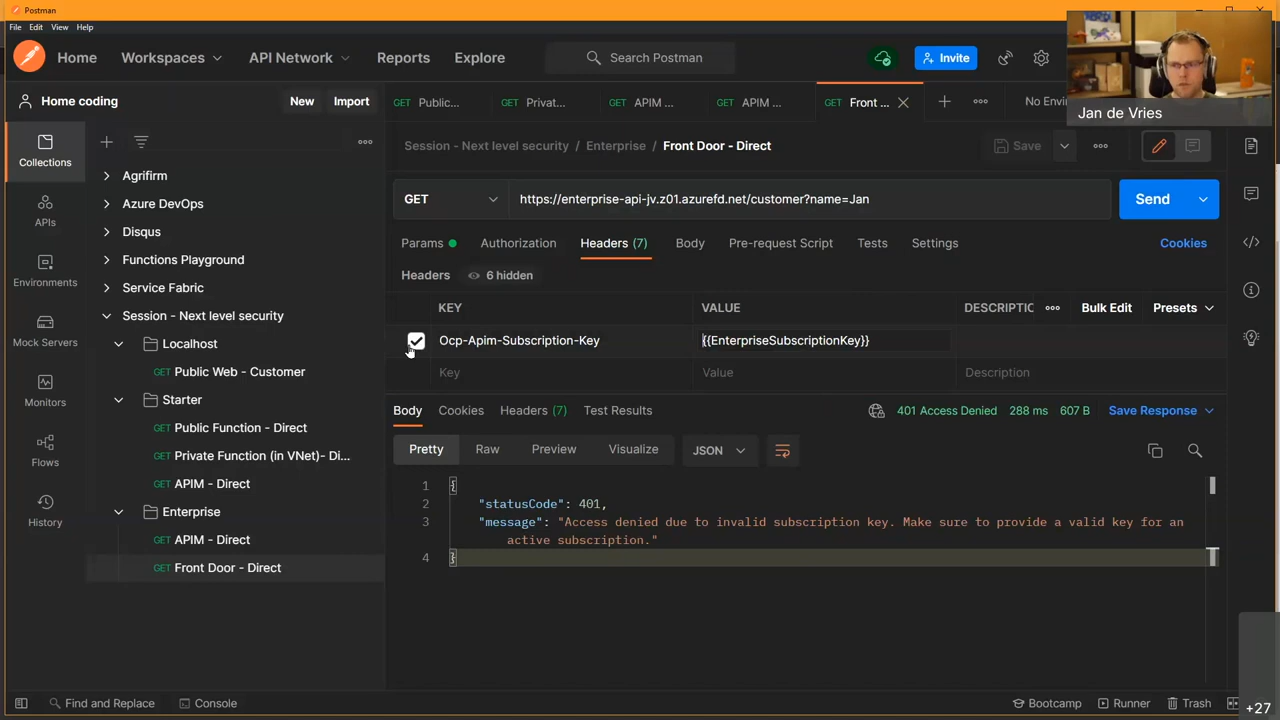 Postman
File Edit View Help
Home Workspaces API Network Reports Explore Search Postman Invite
Jan de Vries
Home coding New Import
GET Public... GET Privat... GET APIM ... GET APIM ... GET Front ... No Envi
Collections
APIs
Environments
Mock Servers
Monitors
Flows
History
Agrifirm
Azure DevOps
Disqus
Functions Playground
Service Fabric
Session - Next level security
Localhost
GET Public Web - Customer
Starter
GET Public Function - Direct
GET Private Function (in VNet)- Di...
GET APIM - Direct
Enterprise
GET APIM - Direct
GET Front Door - Direct
Session - Next level security / Enterprise / Front Door - Direct Save
GET https://enterprise-api-jv.z01.azurefd.net/customer?name=Jan Send
Params Authorization Headers (7) Body Pre-request Script Tests Settings Cookies
Headers 6 hidden
KEY VALUE DESCRIPTIC Bulk Edit Presets
Ocp-Apim-Subscription-Key {{EnterpriseSubscriptionKey}}
Key Value Description
Body Cookies Headers (7) Test Results 401 Access Denied 288 ms 607 B Save Response
Pretty Raw Preview Visualize JSON
1 {
2 "statusCode": 401,
3 "message": "Access denied due to invalid subscription key. Make sure to provide a valid key for an
active subscription."
4 }
Find and Replace Console Bootcamp Runner Trash
+27